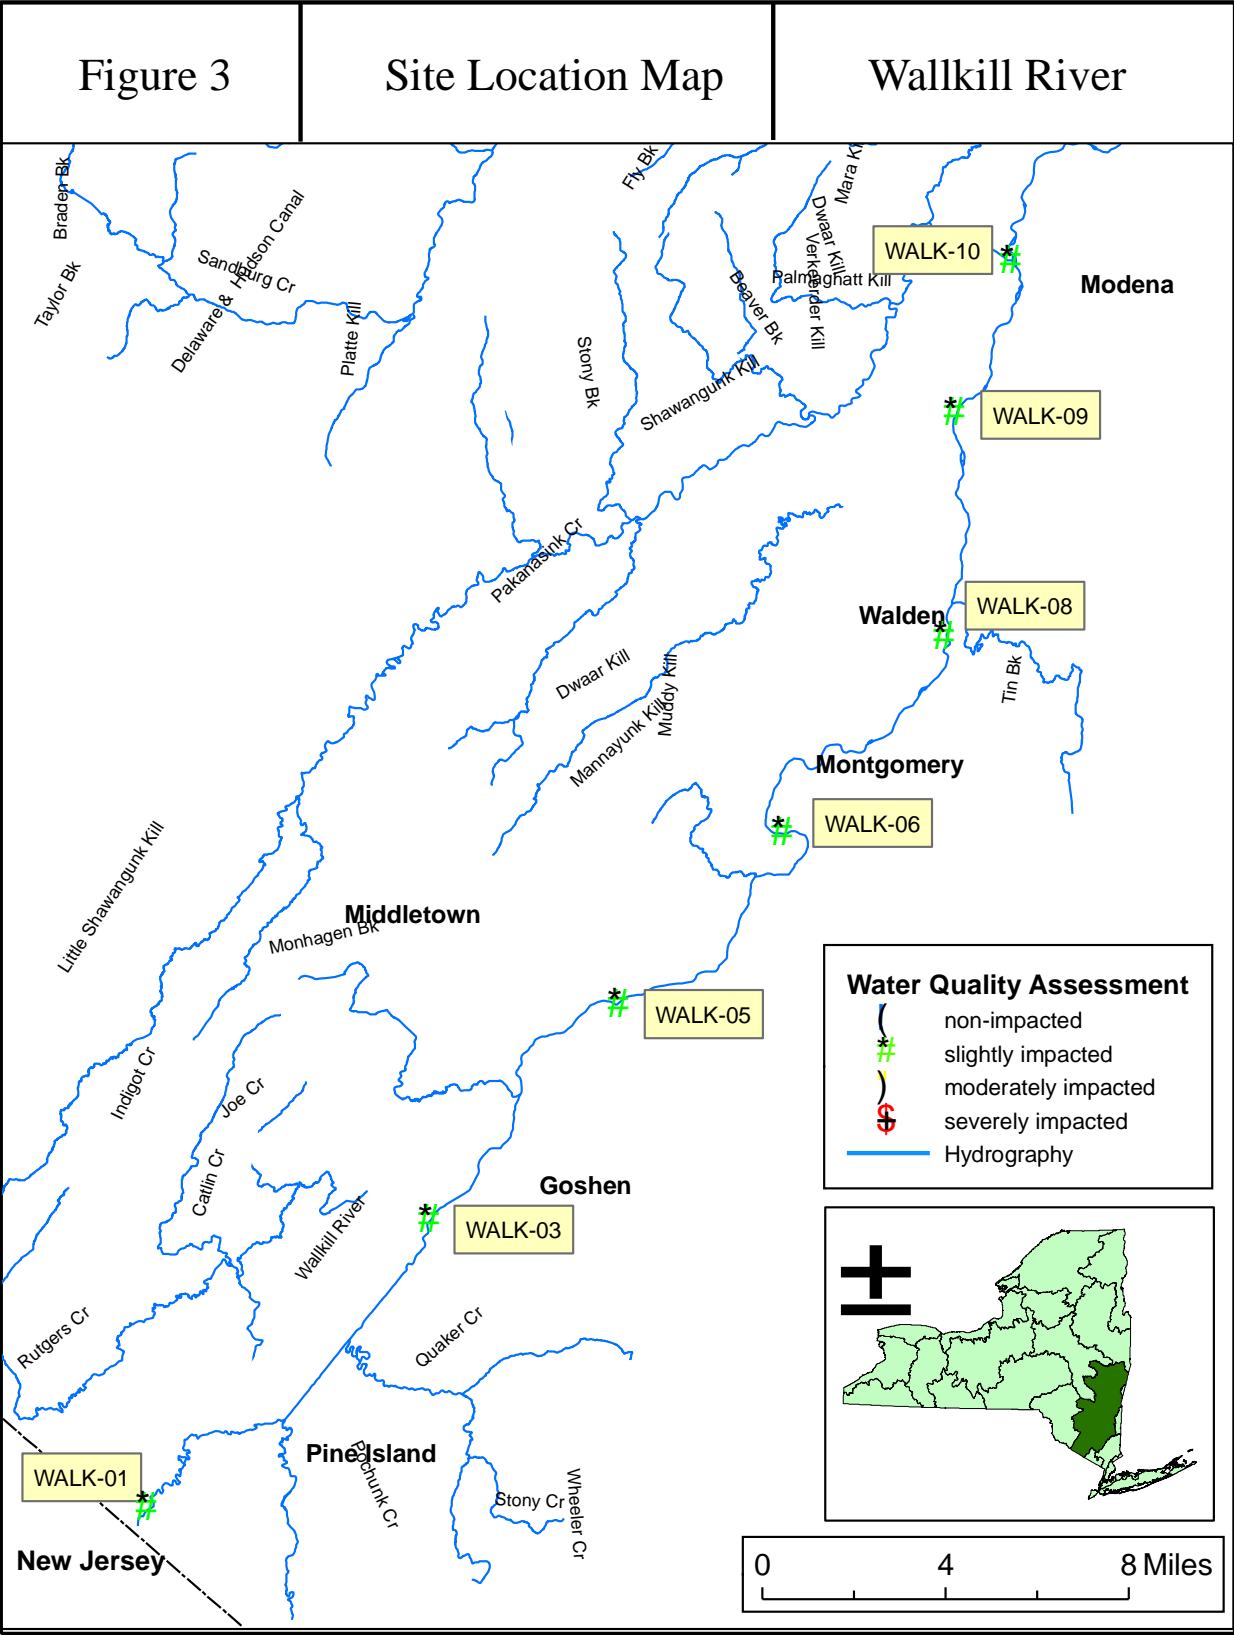 Figure 3
Site Location Map
Wallkill River
Braden Bk
Taylor Bk
Sandburg Cr
Delaware & Hudson Canal
Platte Kill
Fly Bk
Stony Bk
Beaver Bk
Shawangunk Kill
Dwaar Kill
Verkeerder Kill
Palmaghatt Kill
WALK-10
Modena
WALK-09
Pakanasink Cr
WALK-08
Walden
Tin Bk
Dwaar Kill
Muddy Kill
Mannayunk Kill
Montgomery
WALK-06
Little Shawangunk Kill
Middletown
Monhagen Bk
WALK-05
Indigot Cr
Joe Cr
Catlin Cr
Wallkill River
Goshen
WALK-03
Rutgers Cr
Quaker Cr
Pine Island
Pochunk Cr
WALK-01
Stony Cr
Wheeler Cr
New Jersey
Water Quality Assessment
non-impacted
slightly impacted
moderately impacted
severely impacted
Hydrography
0 4 8 Miles